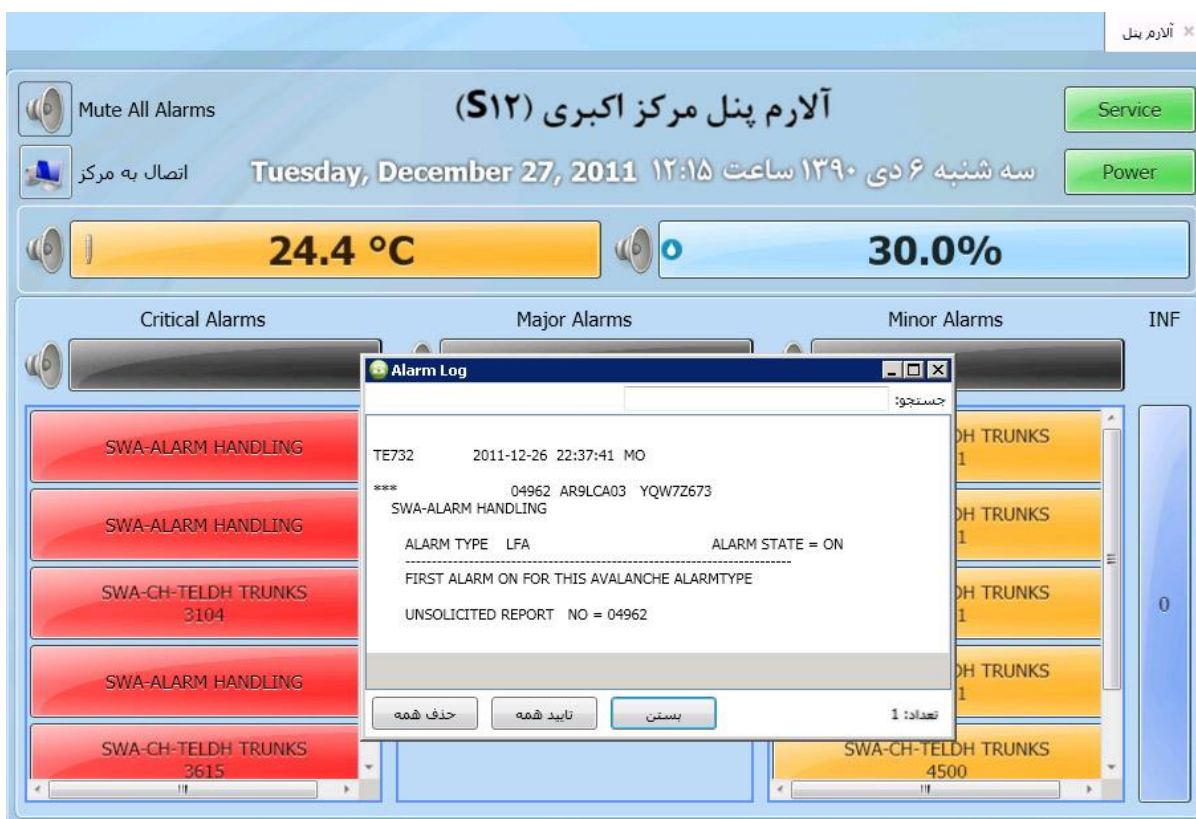 آلارم پنل
Mute All Alarms
آلارم پنل مرکز اکبری (S۱۲)
Service
اتصال به مرکز
سه شنبه ۶ دی ۱۳۹۰ ساعت ۱۲:۱۵ Tuesday, December 27, 2011
Power
24.4 °C
30.0%
Critical Alarms
Major Alarms
Minor Alarms
INF
SWA-ALARM HANDLING
SWA-ALARM HANDLING
SWA-CH-TELDH TRUNKS
3104
SWA-ALARM HANDLING
SWA-CH-TELDH TRUNKS
3615
Alarm Log
جستجو:
TE732 2011-12-26 22:37:41 MO
*** 04962 AR9LCA03 YQW7Z673
SWA-ALARM HANDLING
ALARM TYPE LFA ALARM STATE = ON
--------------------------------------------------------------------------------
FIRST ALARM ON FOR THIS AVALANCHE ALARMTYPE
UNSOLICITED REPORT NO = 04962
حذف همه
تایید همه
بستن
تعداد: 1
DH TRUNKS
1
DH TRUNKS
1
DH TRUNKS
1
DH TRUNKS
1
SWA-CH-TELDH TRUNKS
4500
0